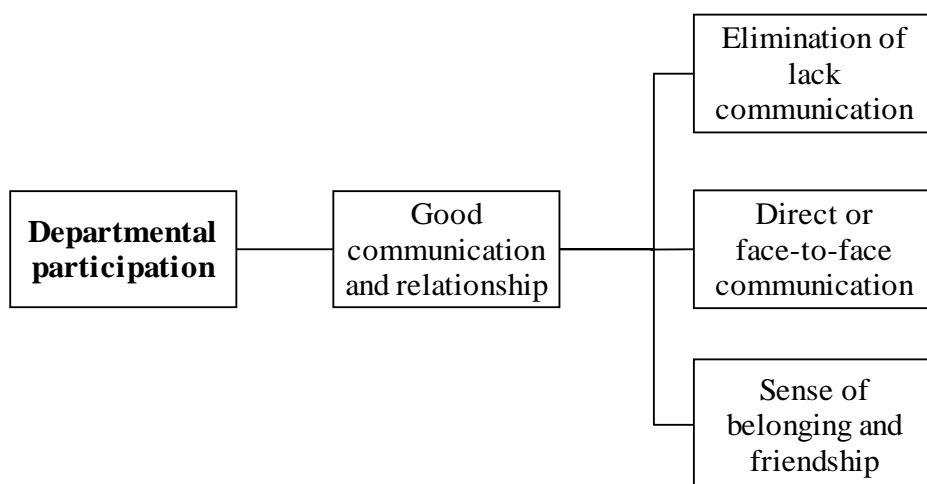 Elimination of
lack
communication
Departmental
participation
Good
communication
and relationship
Direct or
face-to-face
communication
Sense of
belonging and
friendship